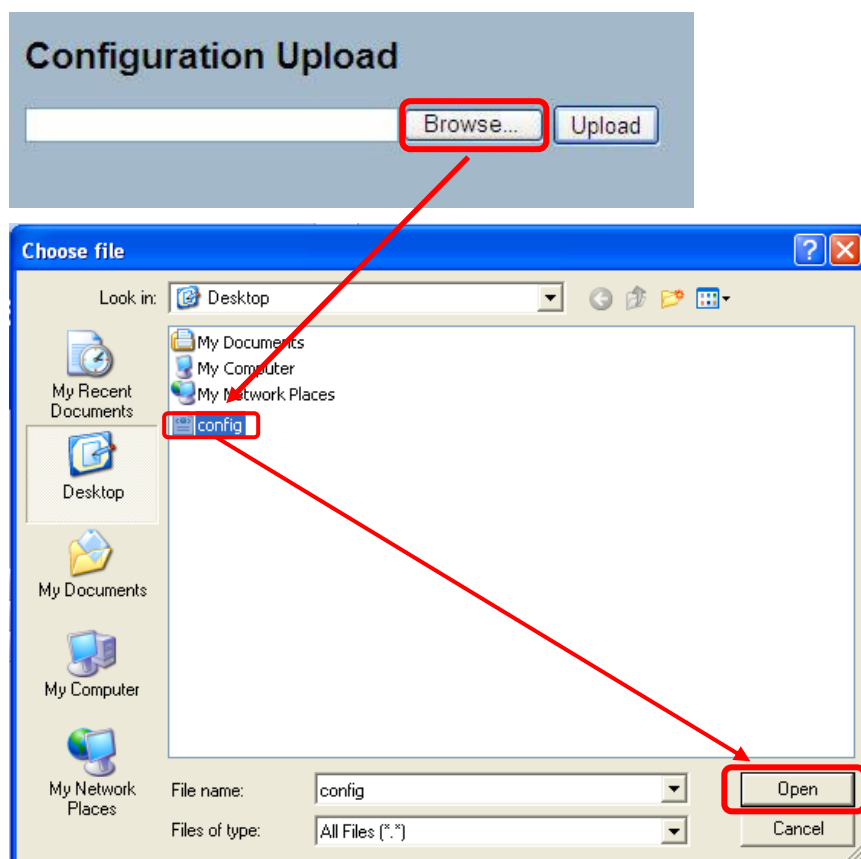 Configuration Upload
Browse... Upload
Choose file
Look in: Desktop
My Documents
My Computer
My Network Places
config
My Recent
Documents
Desktop
My Documents
My Computer
My Network
Places
File name: config Open
Files of type: All Files (*.*) Cancel